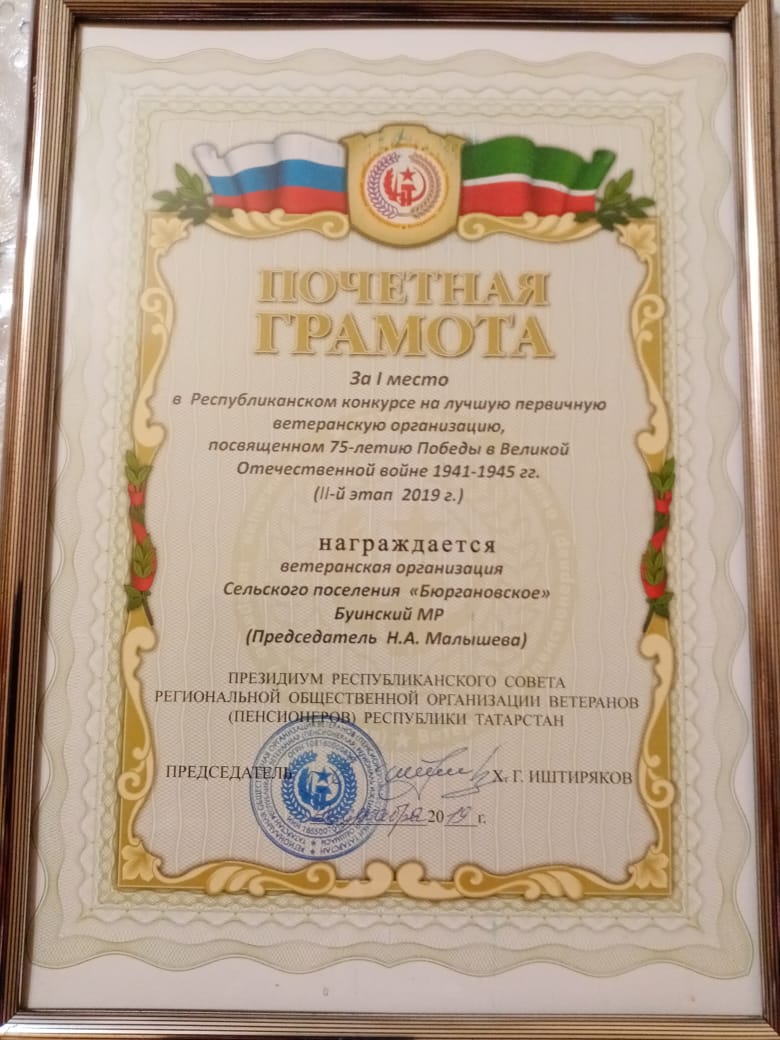 ПОЧЕТНАЯ
ГРАМОТА
За I место
в Республиканском конкурсе на лучшую первичную
ветеранскую организацию,
посвященном 75-летию Победы в Великой
Отечественной войне 1941-1945 гг.
(II-й этап 2019 г.)
награждается
ветеранская организация
Сельского поселения «Бюргановское»
Буинский МР
(Председатель Н.А. Малышева)
ПРЕЗИДИУМ РЕСПУБЛИКАНСКОГО СОВЕТА
РЕГИОНАЛЬНОЙ ОБЩЕСТВЕННОЙ ОРГАНИЗАЦИИ ВЕТЕРАНОВ
(ПЕНСИОНЕРОВ) РЕСПУБЛИКИ ТАТАРСТАН
ПРЕДСЕДАТЕЛЬ Х. Г. ИШТИРЯКОВ
2019 г.